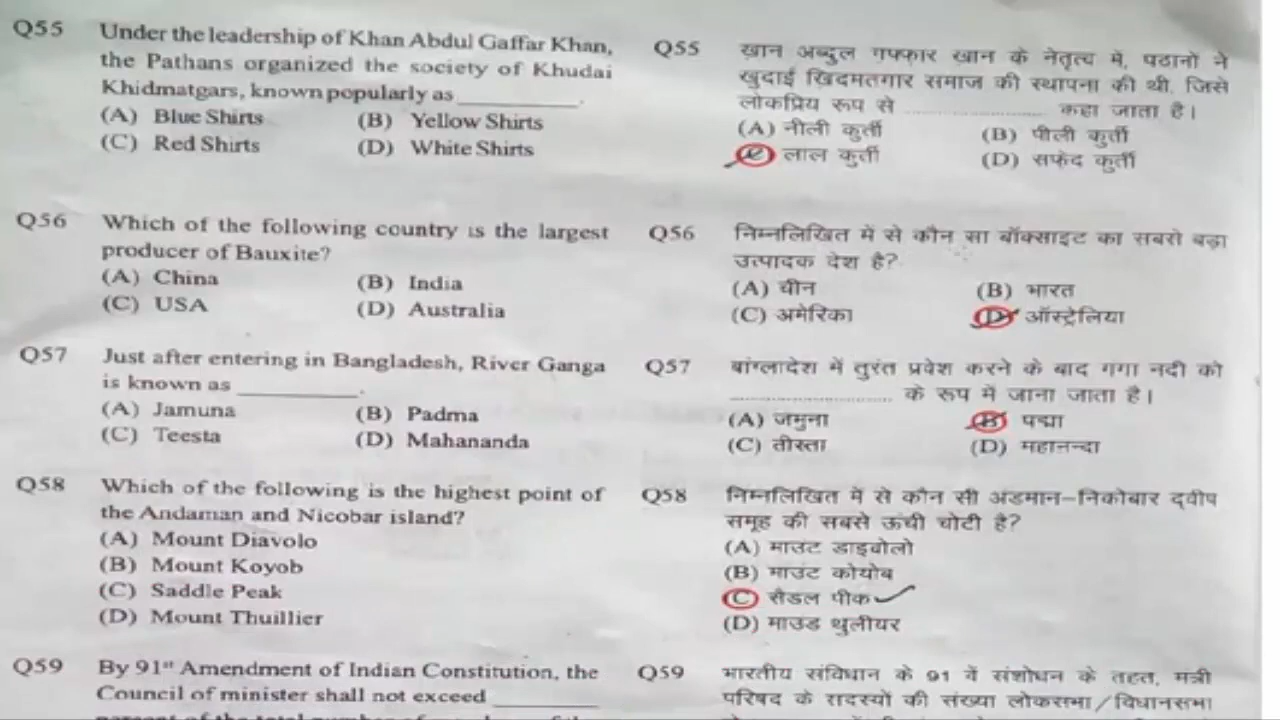 Q55 Under the leadership of Khan Abdul Gaffar Khan,
the Pathans organized the society of Khudai
Khidmatgars, known popularly as ____________.
(A) Blue Shirts (B) Yellow Shirts
(C) Red Shirts (D) White Shirts
Q56 Which of the following country is the largest
producer of Bauxite?
(A) China (B) India
(C) USA (D) Australia
Q57 Just after entering in Bangladesh, River Ganga
is known as ____________.
(A) Jamuna (B) Padma
(C) Teesta (D) Mahananda
Q58 Which of the following is the highest point of
the Andaman and Nicobar island?
(A) Mount Diavolo
(B) Mount Koyob
(C) Saddle Peak
(D) Mount Thuillier
Q59 By 91st Amendment of Indian Constitution, the
Council of minister shall not exceed __________
Q55 ख़ान अब्दुल गफ्फ़ार खान के नेतृत्व में, पठानों ने
खुदाई ख़िदमतगार समाज की स्थापना की थी, जिसे
लोकप्रिय रूप से ........................ कहा जाता है।
(A) नीली कुर्ती (B) पीली कुर्ती
(C) लाल कुर्ती (D) सफेद कुर्ती
Q56 निम्नलिखित में से कौन सा बॉक्साइट का सबसे बड़ा
उत्पादक देश है?
(A) चीन (B) भारत
(C) अमेरिका (D) ऑस्ट्रेलिया
Q57 बांग्लादेश में तुरंत प्रवेश करने के बाद गंगा नदी को
............................ के रूप में जाना जाता है।
(A) जमुना (B) पद्मा
(C) तीस्ता (D) महानन्दा
Q58 निम्नलिखित में से कौन सी अंडमान-निकोबार द्वीप
समूह की सबसे ऊंची चोटी है?
(A) माउंट डाइवोलो
(B) माउंट कोयोब
(C) सैडल पीक
(D) माउंड थुलीयर
Q59 भारतीय संविधान के 91 वें संशोधन के तहत, मंत्री
परिषद के सदस्यों की संख्या लोकसभा/विधानसभा